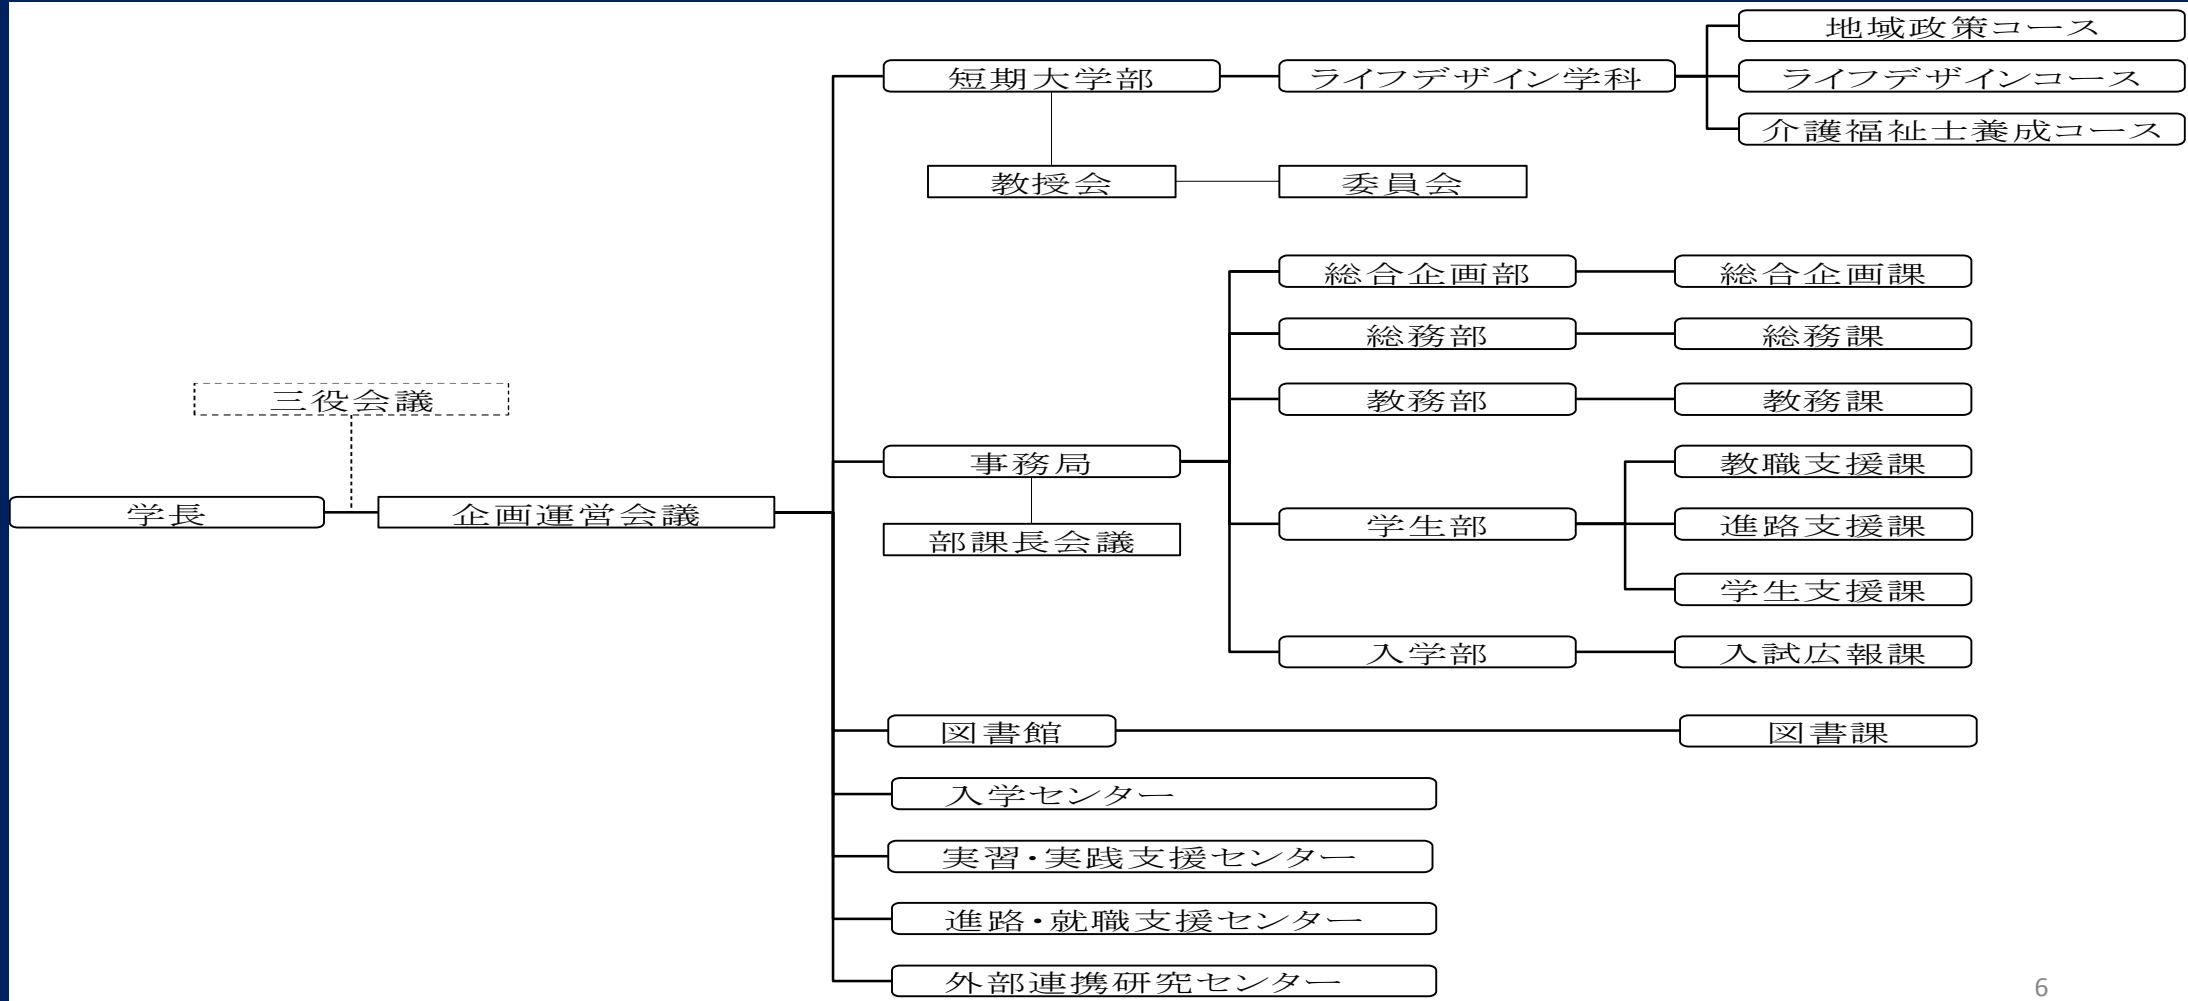 地域政策コース
短期大学部
ライフデザイン学科
ライフデザインコース
介護福祉士養成コース
教授会
委員会
総合企画部
総合企画課
総務部
総務課
三役会議
教務部
教務課
事務局
教職支援課
学長
企画運営会議
部課長会議
学生部
進路支援課
学生支援課
入学部
入試広報課
図書館
図書課
入学センター
実習・実践支援センター
進路・就職支援センター
外部連携研究センター
6